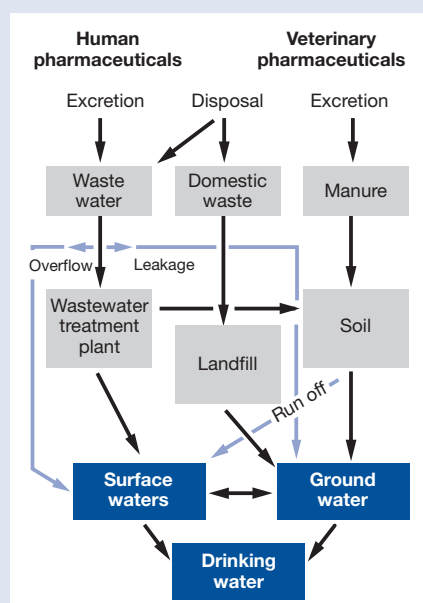 Human
pharmaceuticals
Veterinary
pharmaceuticals
Excretion
Disposal
Excretion
Waste
water
Domestic
waste
Manure
Overflow
Leakage
Wastewater
treatment
plant
Landfill
Soil
Run off
Surface
waters
Ground
water
Drinking
water